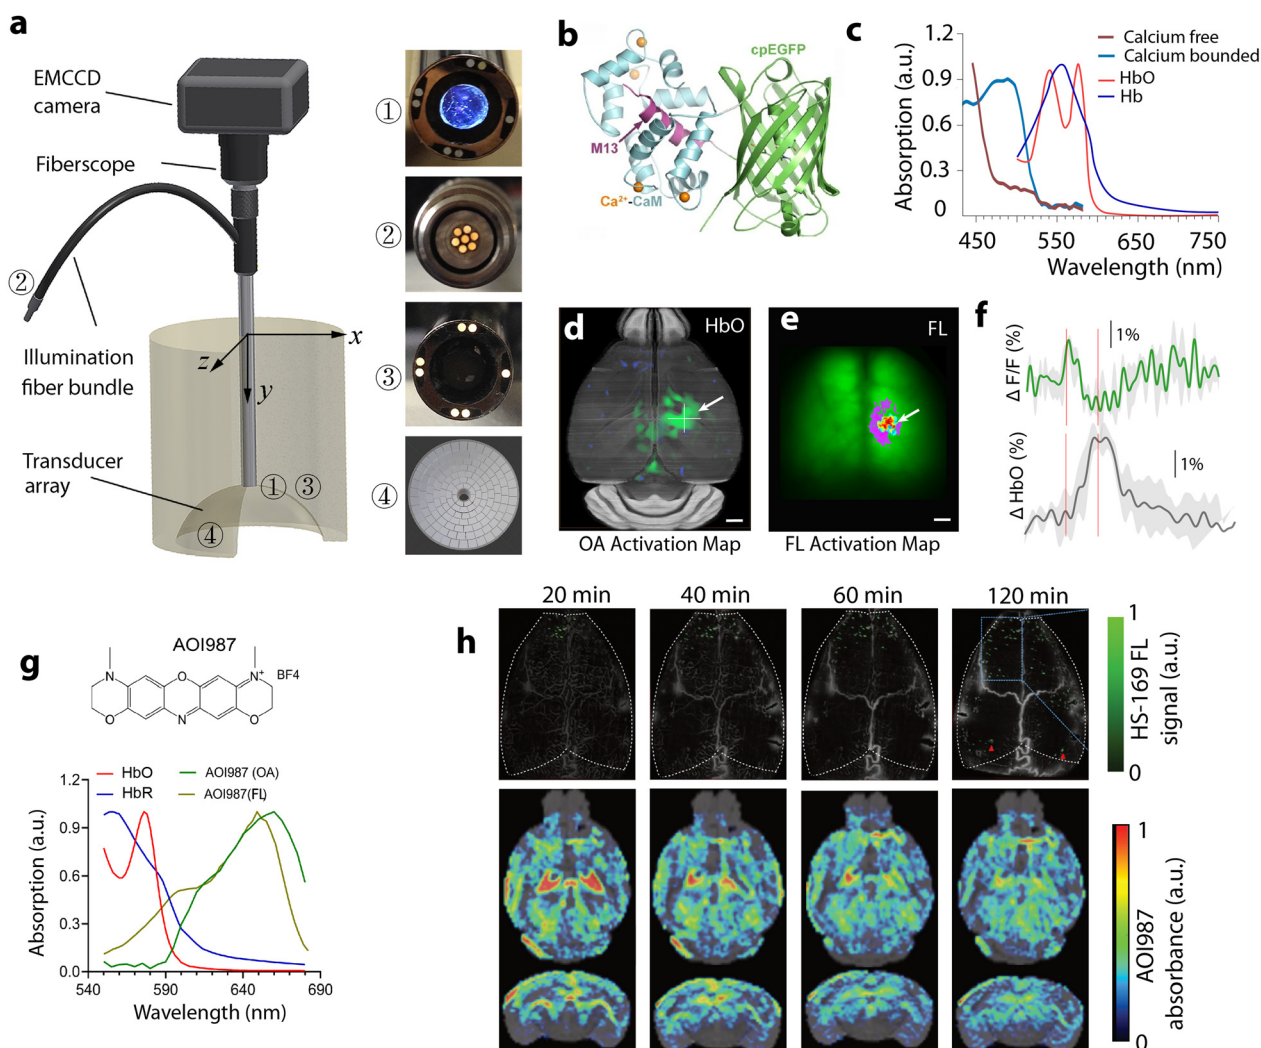 a
EMCCD
camera
Fiberscope
②
Illumination
fiber bundle
Transducer
array
x
z
y
①
③
④
①
②
③
④
b
cpEGFP
M13
Ca²⁺-CaM
c
1.2
0.9
0.6
0.3
0
Absorption (a.u.)
Calcium free
Calcium bounded
HbO
Hb
450
550
650
750
Wavelength (nm)
d
HbO
OA Activation Map
e
FL
FL Activation Map
f
Δ F/F (%)
1%
Δ HbO (%)
1%
g
AOI987
N
O
N⁺
BF4
O
N
O
1.2
0.9
0.6
0.3
0.0
Absorption (a.u.)
HbO
HbR
AOI987 (OA)
AOI987(FL)
540
590
640
690
Wavelength (nm)
h
20 min
40 min
60 min
120 min
1
HS-169 FL
signal (a.u.)
0
1
AOI987
absorbance (a.u.)
0